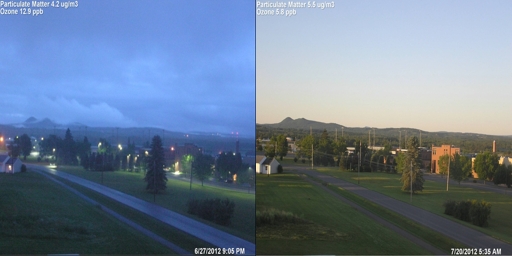 Particulate Matter 4.2 ug/m3
Ozone 12.9 ppb
Particulate Matter 5.5 ug/m3
Ozone 5.8 ppb
6/27/2012 9:05 PM
7/20/2012 5:35 AM